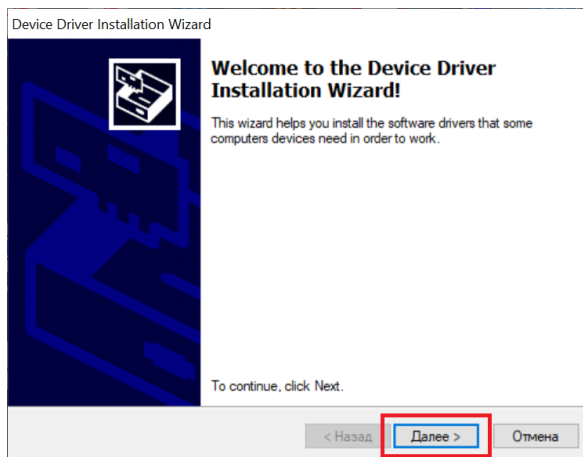 Device Driver Installation Wizard
Welcome to the Device Driver
Installation Wizard!
This wizard helps you install the software drivers that some
computers devices need in order to work.
To continue, click Next.
< Назад   Далее >   Отмена